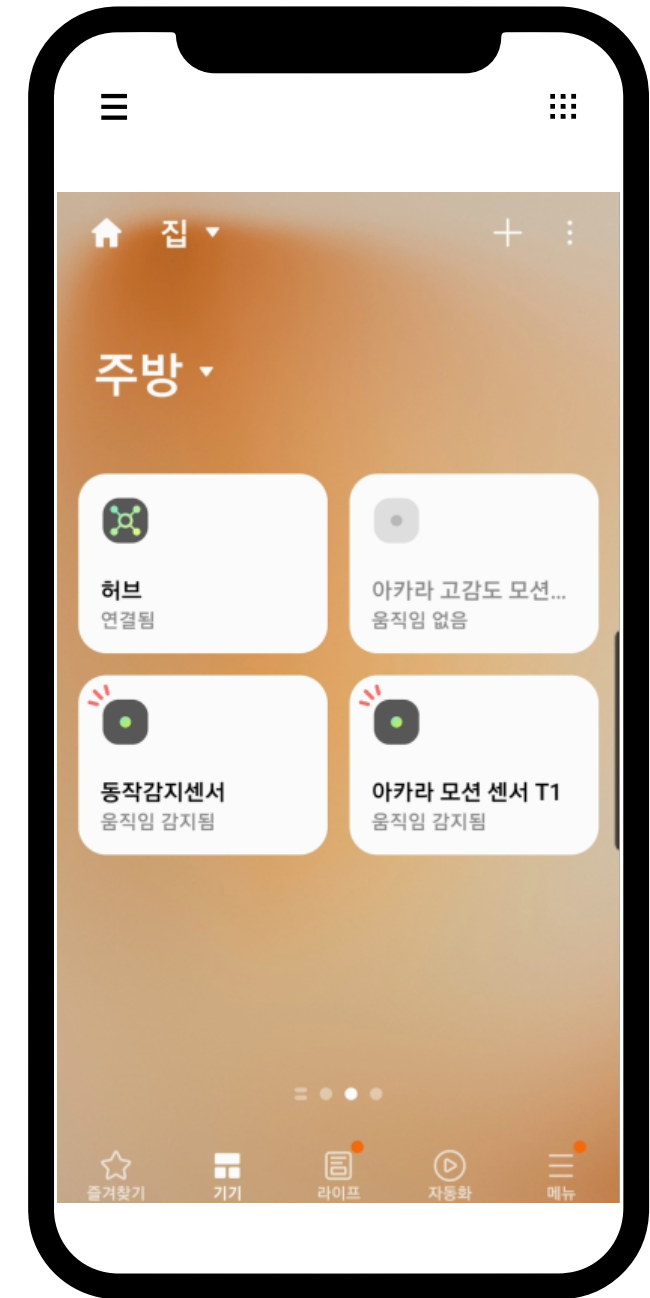 집
주방
허브
연결됨
아카라 고감도 모션...
움직임 없음
동작감지센서
움직임 감지됨
아카라 모션 센서 T1
움직임 감지됨
즐겨찾기
기기
라이프
자동화
메뉴